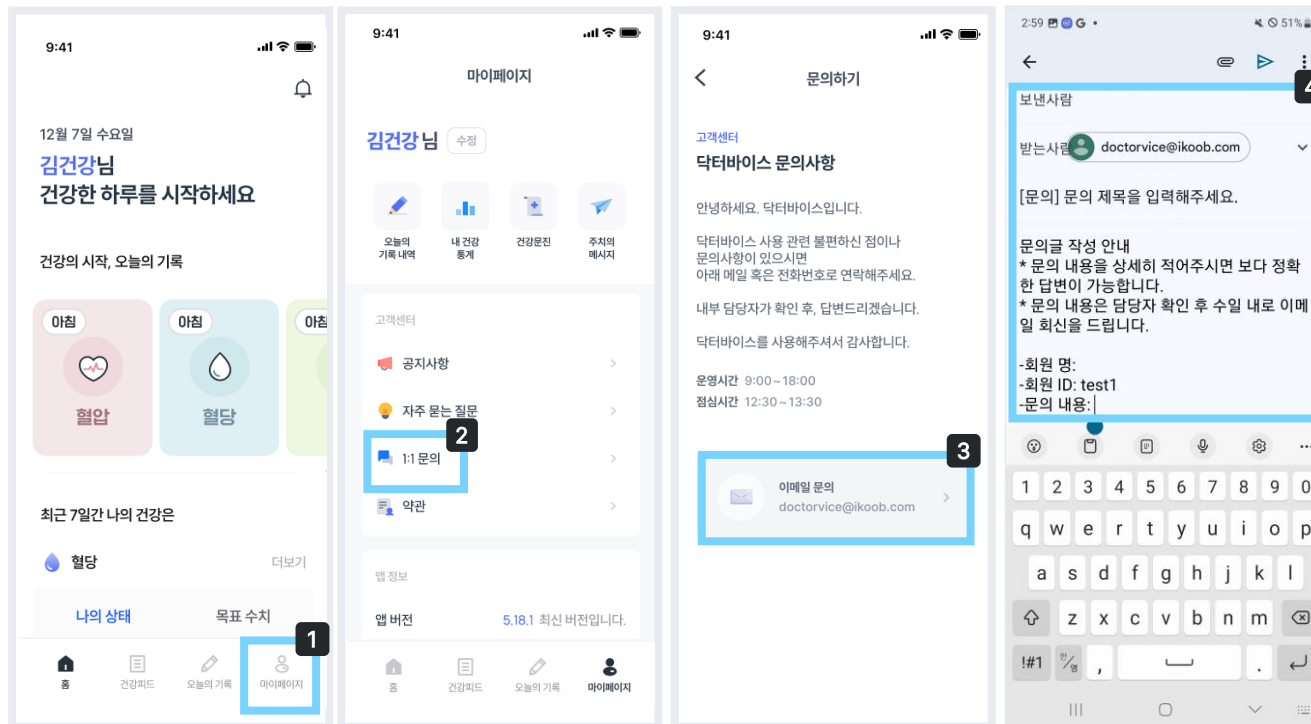 9:41
12월 7일 수요일
김건강님
건강한 하루를 시작하세요
건강의 시작, 오늘의 기록
아침
혈압
아침
혈당
아침
최근 7일간 나의 건강은
혈당
더보기
나의 상태
목표 수치
1
홈
건강피드
오늘의 기록
마이페이지
9:41
마이페이지
김건강 님
수정
오늘의
기록 내역
내 건강
통계
건강문진
주치의
메시지
고객센터
공지사항
자주 묻는 질문
2
1:1 문의
약관
앱 정보
앱 버전
5.18.1 최신 버전입니다.
홈
건강피드
오늘의 기록
마이페이지
9:41
문의하기
고객센터
닥터바이스 문의사항
안녕하세요. 닥터바이스입니다.
닥터바이스 사용 관련 불편하신 점이나
문의사항이 있으시면
아래 메일 혹은 전화번호로 연락해주세요.
내부 담당자가 확인 후, 답변드리겠습니다.
닥터바이스를 사용해주셔서 감사합니다.
운영시간 9:00~18:00
점심시간 12:30~13:30
3
이메일 문의
doctorvice@ikoob.com
2:59 G 51%
4
보낸사람
받는사람 doctorvice@ikoob.com
[문의] 문의 제목을 입력해주세요.
문의글 작성 안내
* 문의 내용을 상세히 적어주시면 보다 정확
한 답변이 가능합니다.
* 문의 내용은 담당자 확인 후 수일 내로 이메
일 회신을 드립니다.
-회원 명:
-회원 ID: test1
-문의 내용:
1 2 3 4 5 6 7 8 9 0
q w e r t y u i o p
a s d f g h j k l
z x c v b n m
!#1 한/영 , .